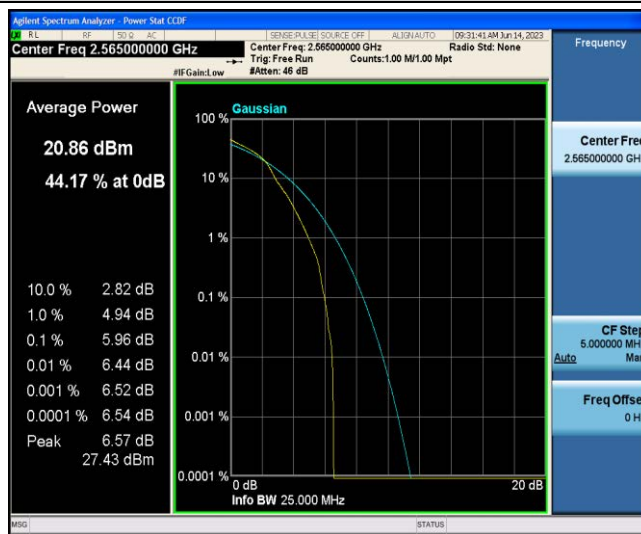 Agilent Spectrum Analyzer - Power Stat CCDF
RL RF 50 Ω AC SENSE:PULSE SOURCE OFF ALIGNAUTO 09:31:41 AM Jun 14, 2023
Center Freq 2.565000000 GHz
Center Freq: 2.565000000 GHz Radio Std: None
Trig: Free Run Counts:1.00 M/1.00 Mpt
#IFGain:Low #Atten: 46 dB
Frequency
Average Power
20.86 dBm
44.17 % at 0dB
10.0 % 2.82 dB
1.0 % 4.94 dB
0.1 % 5.96 dB
0.01 % 6.44 dB
0.001 % 6.52 dB
0.0001 % 6.54 dB
Peak 6.57 dB
27.43 dBm
Gaussian
100 %
10 %
1 %
0.1 %
0.01 %
0.001 %
0.0001 %
0 dB 20 dB
Info BW 25.000 MHz
Center Fre
2.565000000 GH
CF Step
5.000000 MH
Auto Ma
Freq Offse
0 H
MSG STATUS